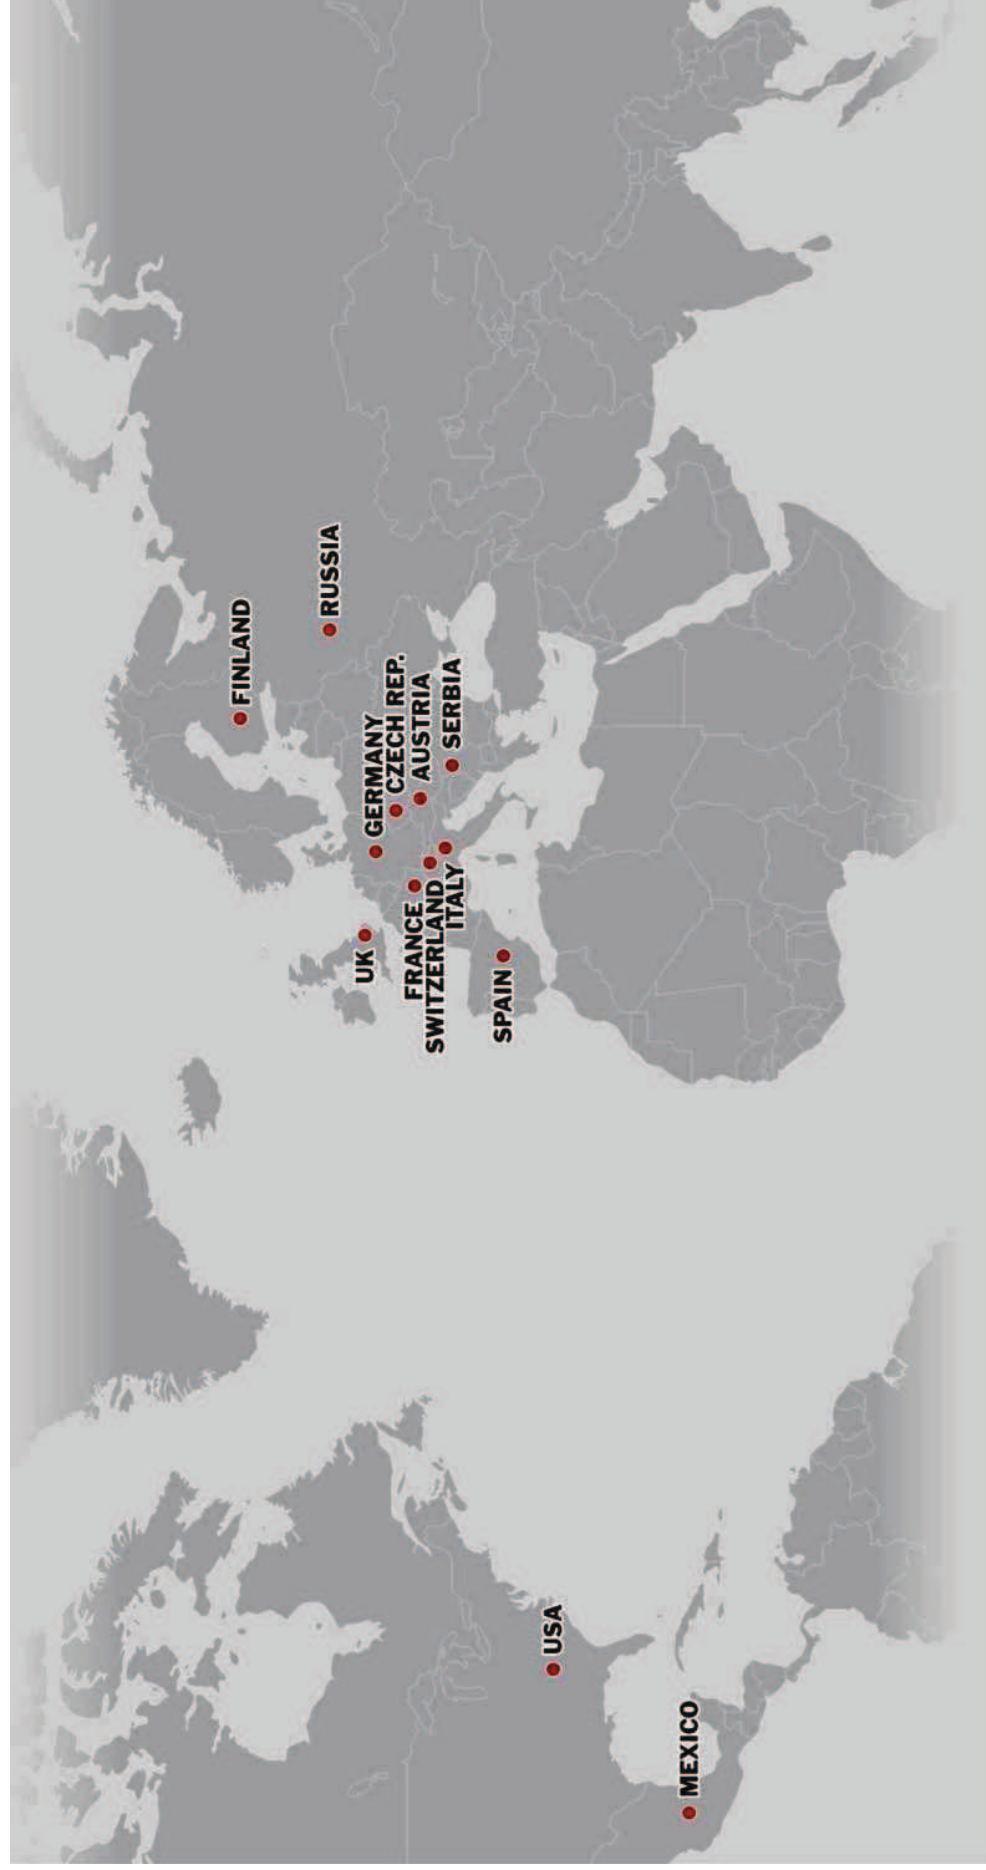 FINLAND
RUSSIA
GERMANY
CZECH REP.
AUSTRIA
SERBIA
UK
FRANCE
SWITZERLAND
ITALY
SPAIN
USA
MEXICO